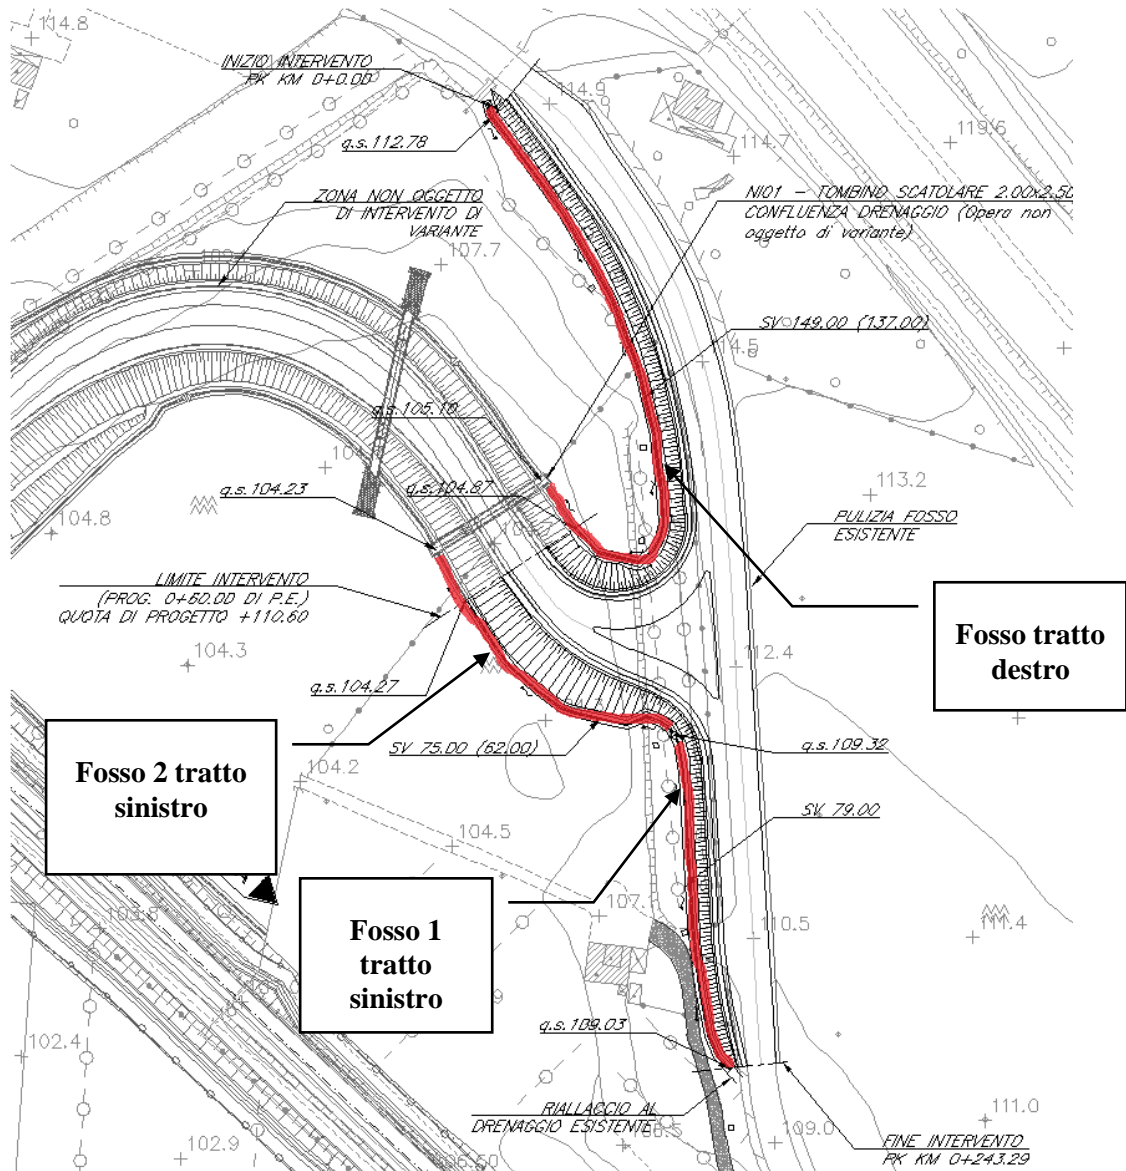 114.8
INIZIO INTERVENTO
PK KM 0+0.00
114.9
q.s.112.78
119.6
114.7
ZONA NON OGGETTO
DI INTERVENTO DI
VARIANTE
NI01 - TOMBINO SCATOLARE 2.00x2.50
CONFLUENZA DRENAGGIO (Opera non
oggetto di variante)
107.7
SV 149.00 (137.00)
q.s.105.10
q.s.104.87
q.s.104.23
113.2
104.8
PULIZIA FOSSO
ESISTENTE
LIMITE INTERVENTO
(PROG. 0+60.00 DI P.E.)
QUOTA DI PROGETTO +110.60
Fosso tratto
destro
104.3
112.4
q.s.104.27
SV 75.00 (62.00)
q.s.109.32
Fosso 2 tratto
sinistro
104.2
104.5
SV. 79.00
Fosso 1
tratto
sinistro
110.5
111.4
q.s.109.03
102.4
RIALLACCIO AL
DRENAGGIO ESISTENTE
111.0
109.0
102.9
FINE INTERVENTO
PK KM 0+243.29